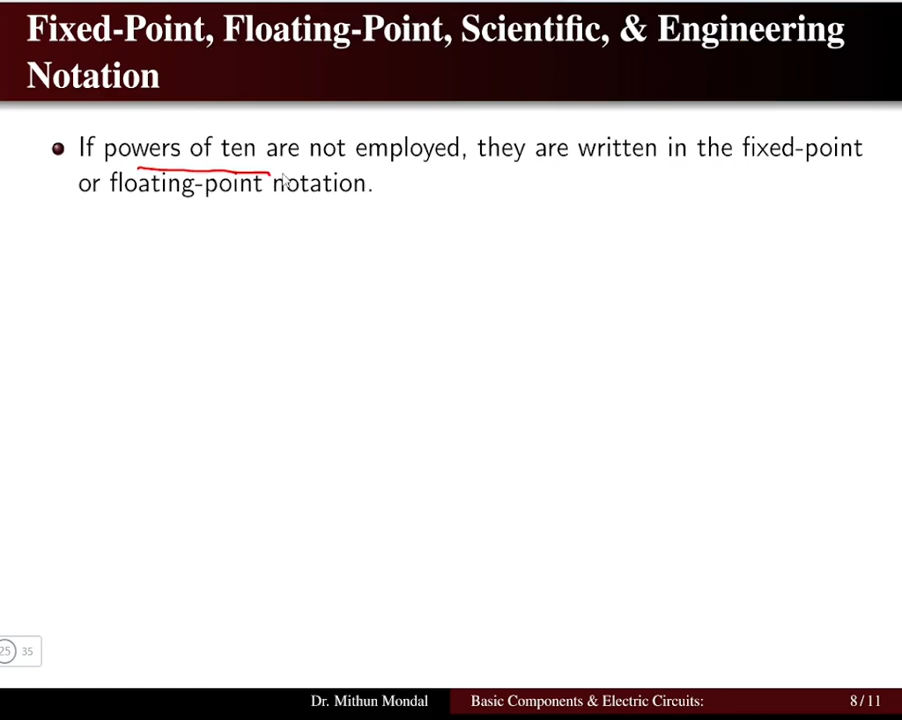 Fixed-Point, Floating-Point, Scientific, & Engineering
Notation
If powers of ten are not employed, they are written in the fixed-point
or floating-point notation.
25 35
Dr. Mithun Mondal Basic Components & Electric Circuits: 8 / 11